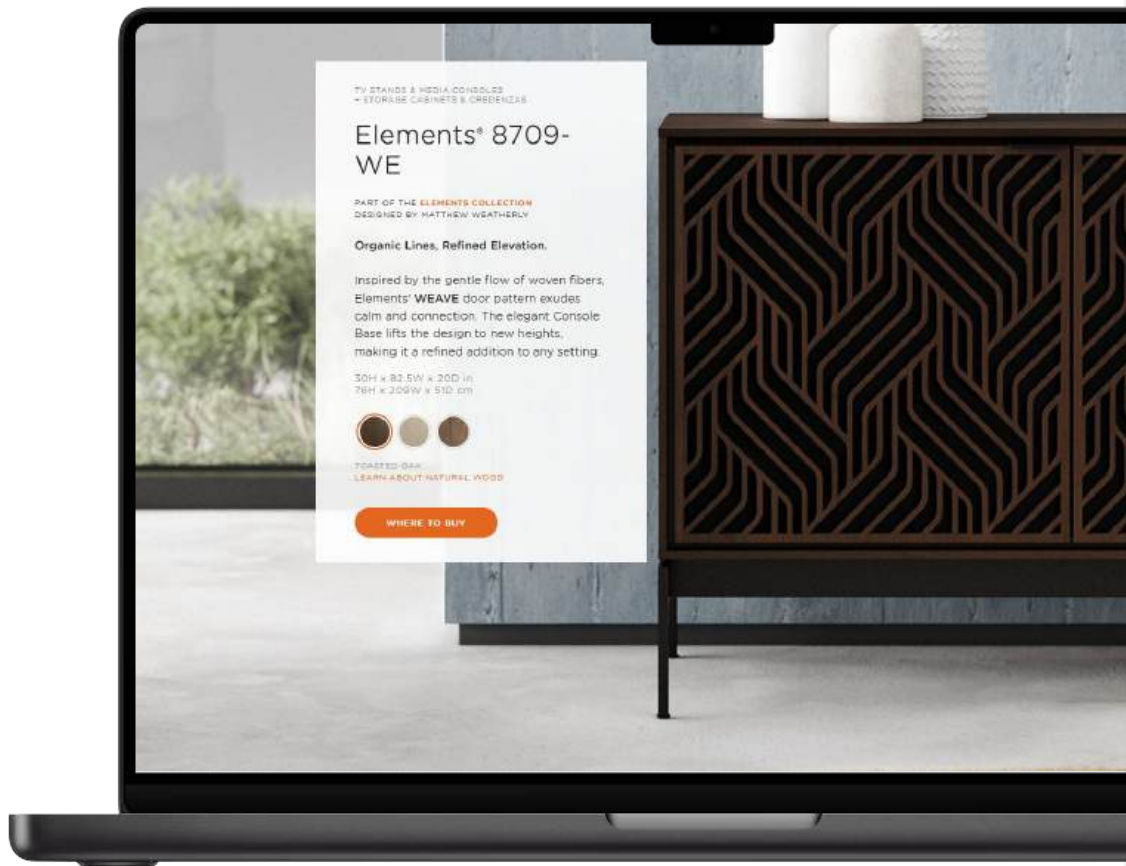 TV STANDS & MEDIA CONSOLES
+ STORAGE CABINETS & CREDENZAS
Elements® 8709-
WE
PART OF THE ELEMENTS COLLECTION
DESIGNED BY MATTHEW WEATHERLY
Organic Lines, Refined Elevation.
Inspired by the gentle flow of woven fibers,
Elements' WEAVE door pattern exudes
calm and connection. The elegant Console
Base lifts the design to new heights,
making it a refined addition to any setting.
30H x 82.5W x 20D in
76H x 209W x 51D cm
TOASTED OAK
LEARN ABOUT NATURAL WOOD
WHERE TO BUY